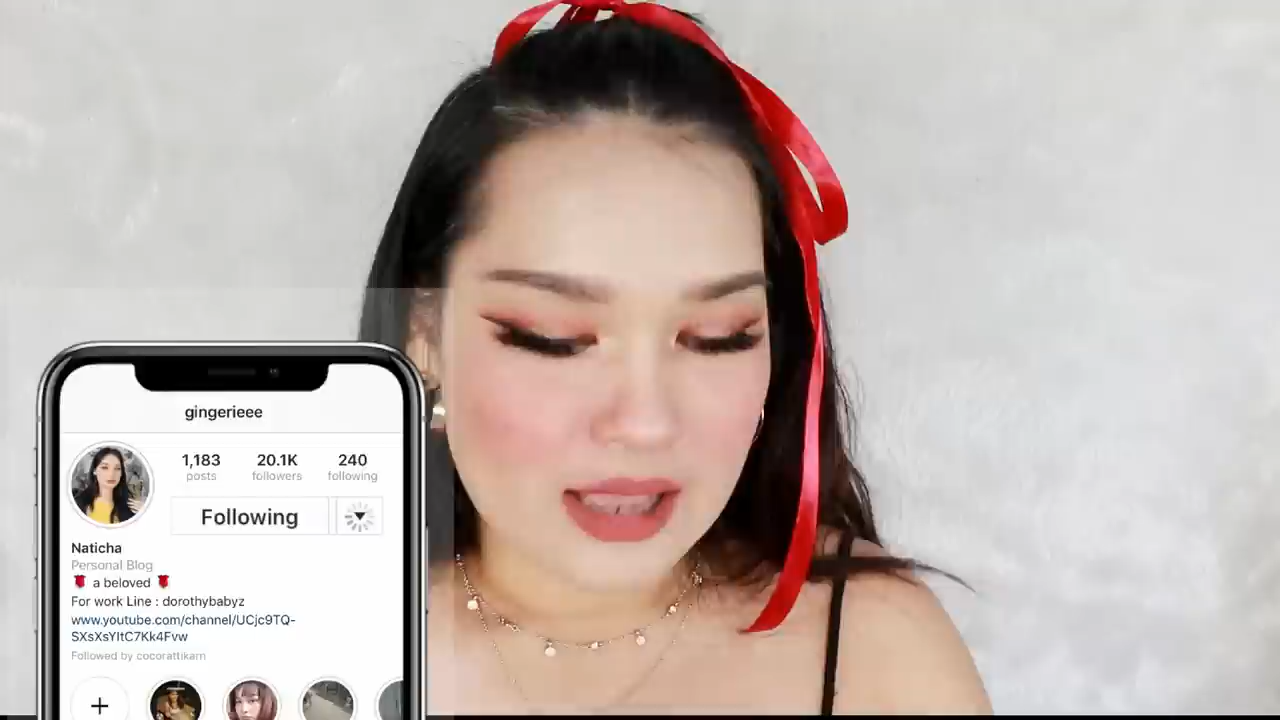 gingerieee
1,183 20.1K 240
posts followers following
Following
Naticha
Personal Blog
🌹 a beloved 🌹
For work Line : dorothybabyz
www.youtube.com/channel/UCjc9TQ-
SXsXsYItC7Kk4Fvw
Followed by cocorattikarn